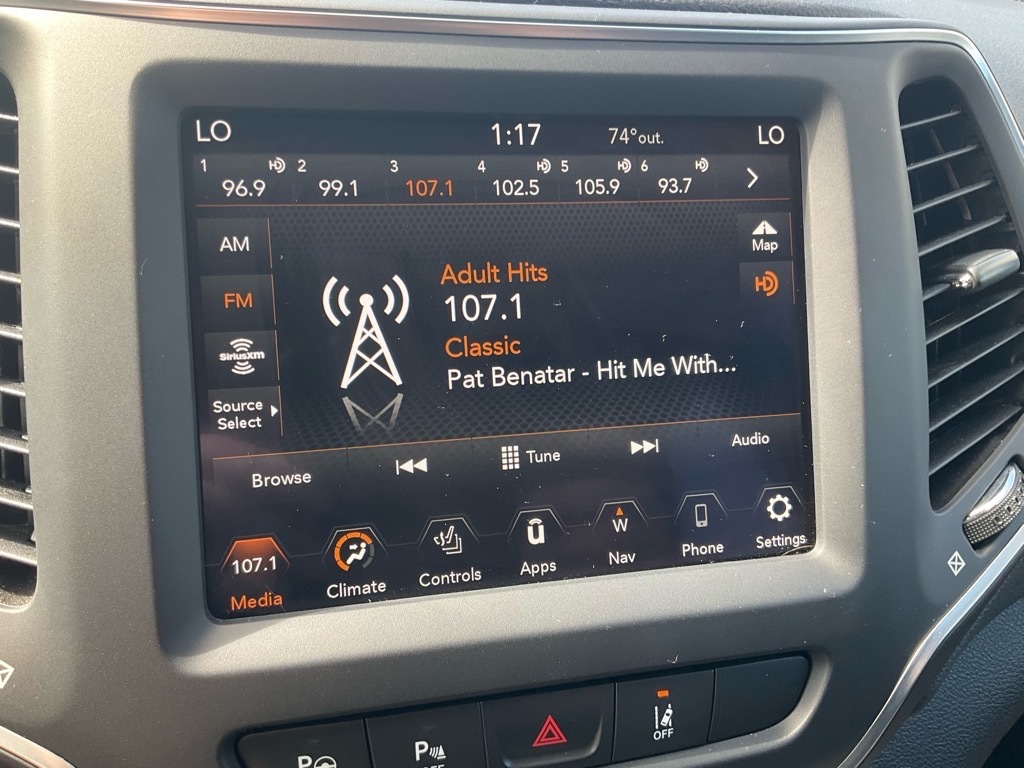 LO 1:17 74° out. LO
1 2 3 4 5 6
96.9 99.1 107.1 102.5 105.9 93.7
AM
Map
FM
HD
Adult Hits
107.1
Classic
Pat Benatar - Hit Me With...
SiriusXM
Source
Select
Browse Tune Audio
107.1 W
Media Climate Controls Apps Nav Phone Settings
P P OFF